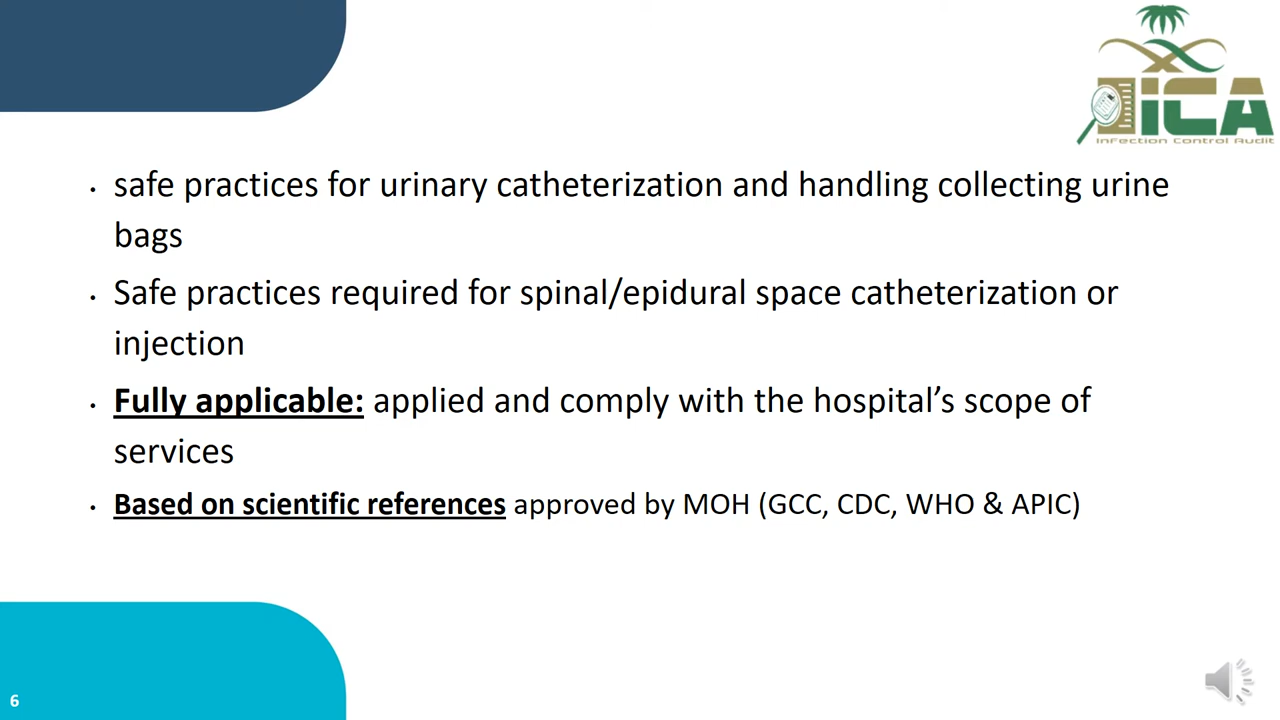 iCA
InFection Control Audit
• safe practices for urinary catheterization and handling collecting urine
bags
• Safe practices required for spinal/epidural space catheterization or
injection
• Fully applicable: applied and comply with the hospital’s scope of
services
• Based on scientific references approved by MOH (GCC, CDC, WHO & APIC)
6